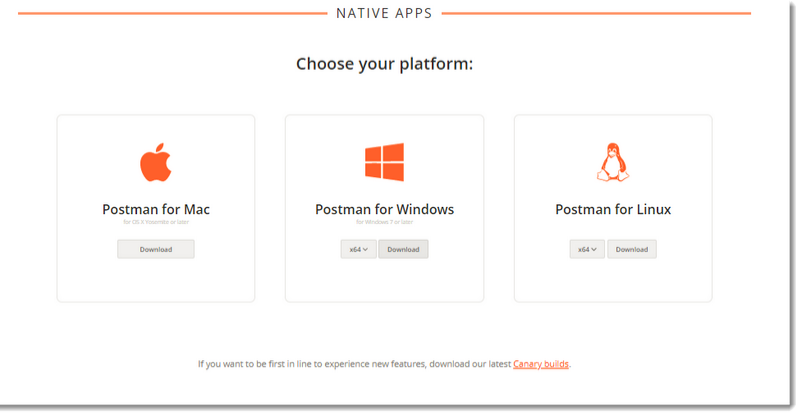 NATIVE APPS
Choose your platform:
Postman for Mac
for OS X Yosemite or later
Download
Postman for Windows
for Windows 7 or later
x64 Download
Postman for Linux
x64 Download
If you want to be first in line to experience new features, download our latest Canary builds.